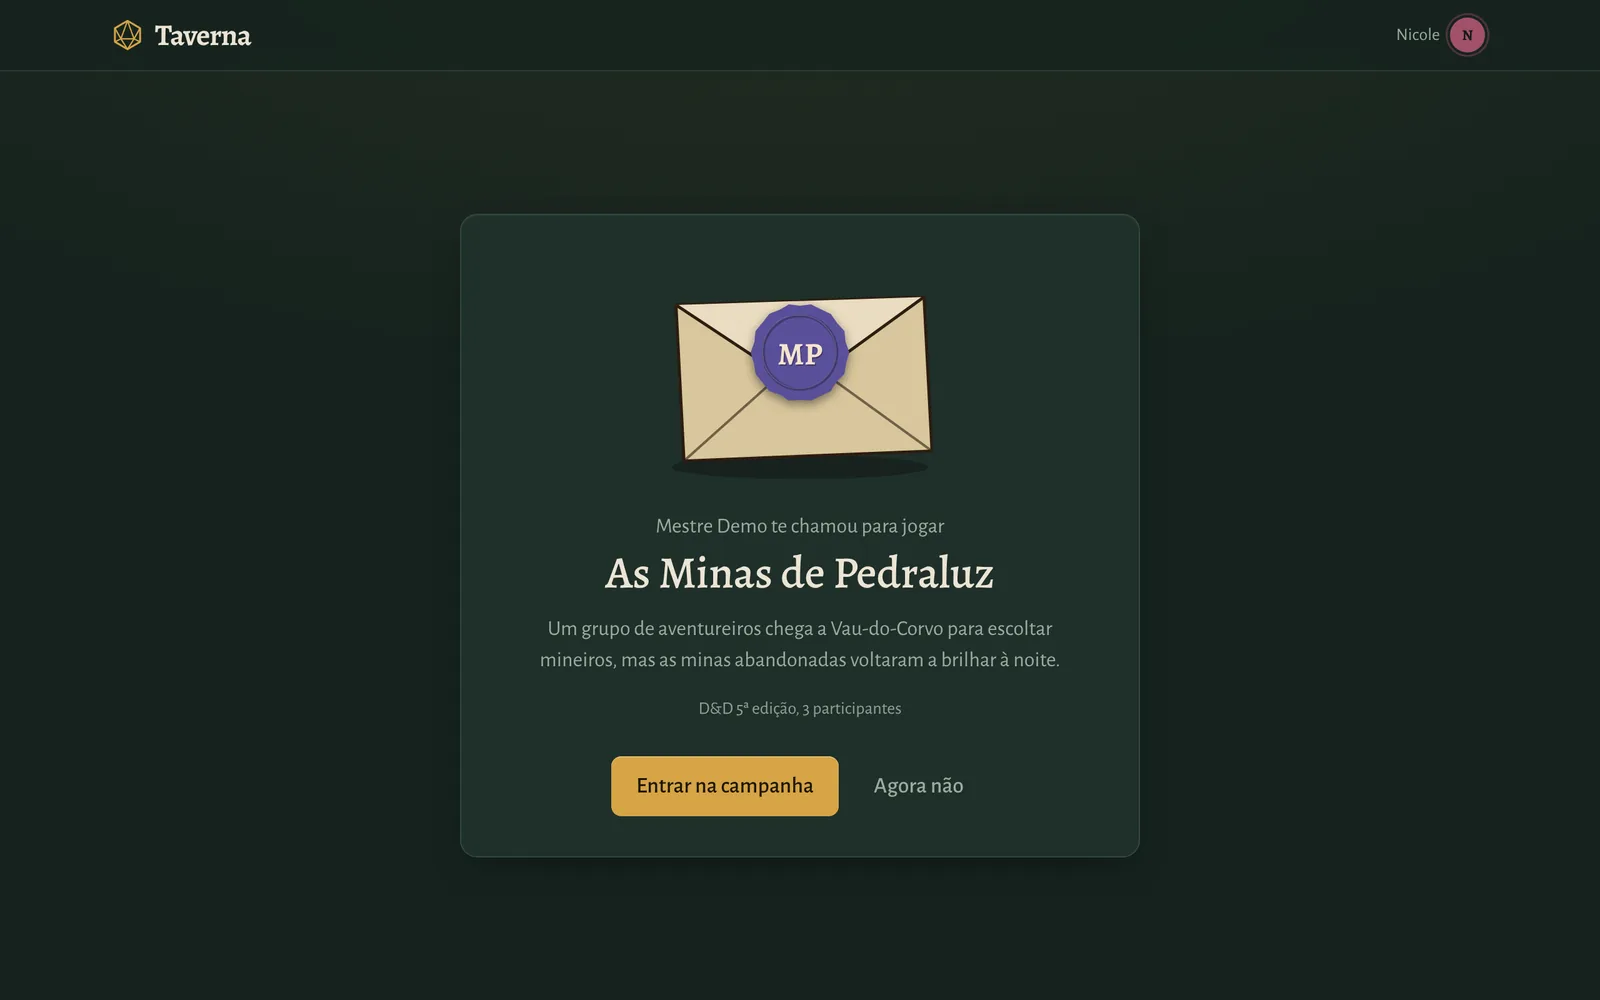 Taverna
Nicole
N
MP
Mestre Demo te chamou para jogar
As Minas de Pedraluz
Um grupo de aventureiros chega a Vau-do-Corvo para escoltar
mineiros, mas as minas abandonadas voltaram a brilhar à noite.
D&D 5ª edição, 3 participantes
Entrar na campanha
Agora não